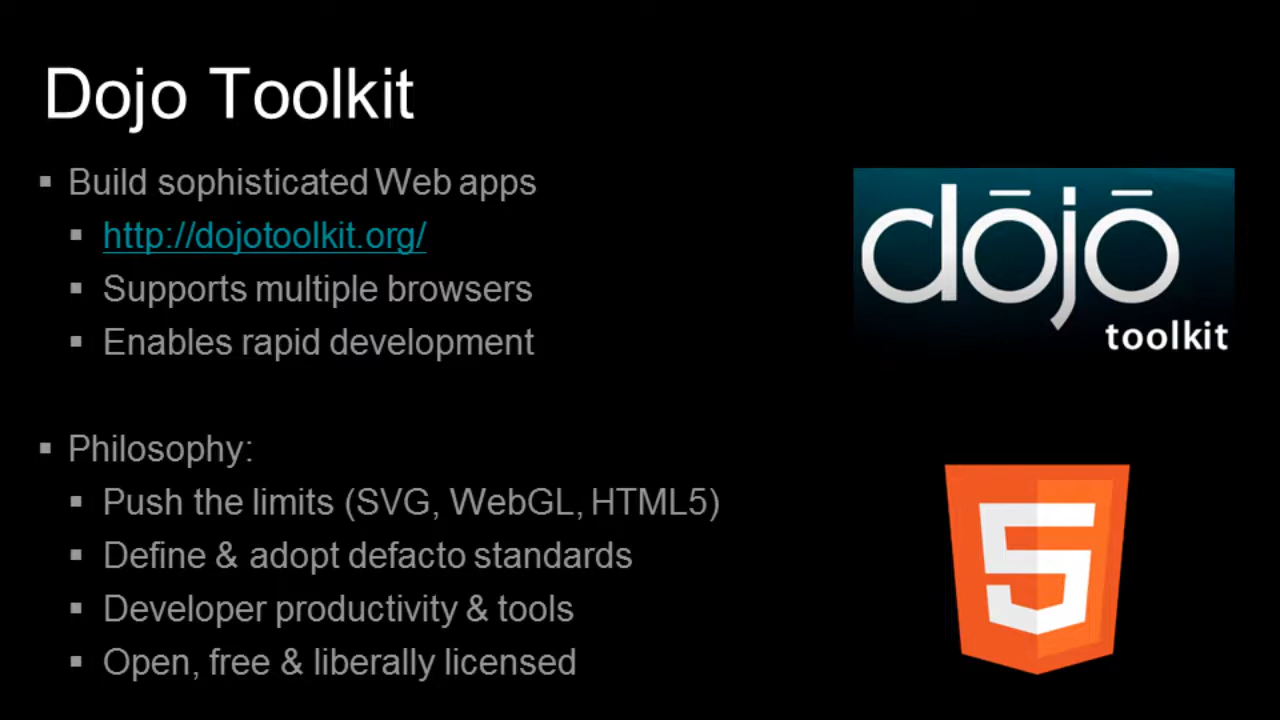 Dojo Toolkit
▪ Build sophisticated Web apps
▪ http://dojotoolkit.org/
▪ Supports multiple browsers
▪ Enables rapid development
▪ Philosophy:
▪ Push the limits (SVG, WebGL, HTML5)
▪ Define & adopt defacto standards
▪ Developer productivity & tools
▪ Open, free & liberally licensed
dōjō
toolkit
5